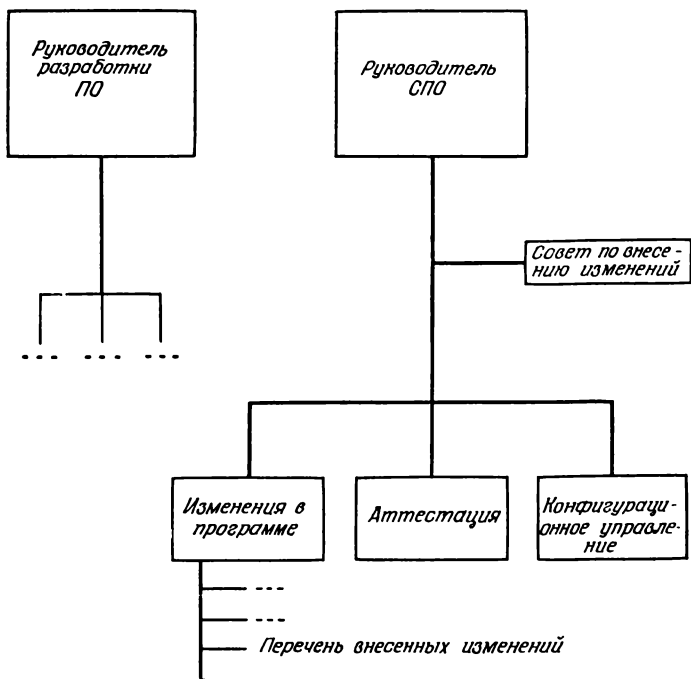 Руководитель
разработки
ПО
Руководитель
СПО
Совет по внесе-
нию изменений
Изменения в
программе
Аттестация
Конфигураци-
онное управле-
ние
Перечень внесенных изменений